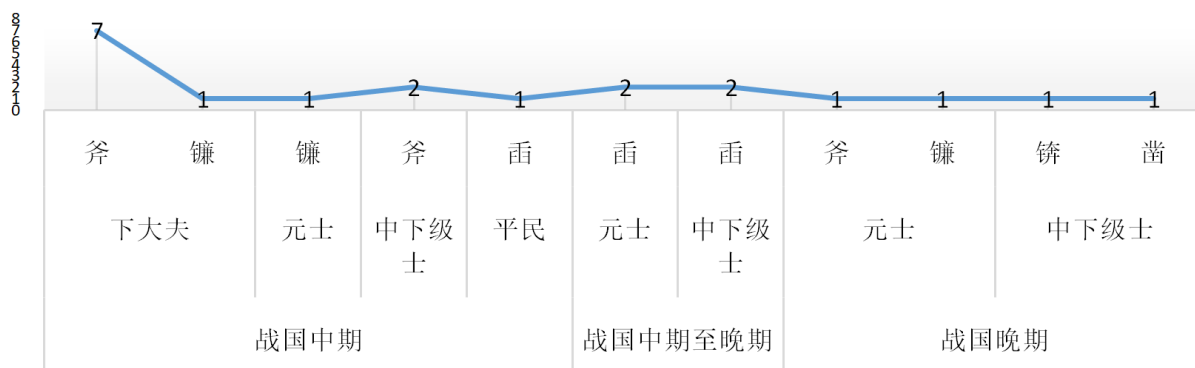 8
7
6
5
4
3
2
1
0
7 1 1 2 1 2 2 1 1 1 1
斧 镰 镰 斧 臿 臿 臿 斧 镰 锛 凿
下大夫 元士 中下级士 平民 元士 中下级士 元士 中下级士
战国中期 战国中期至晚期 战国晚期